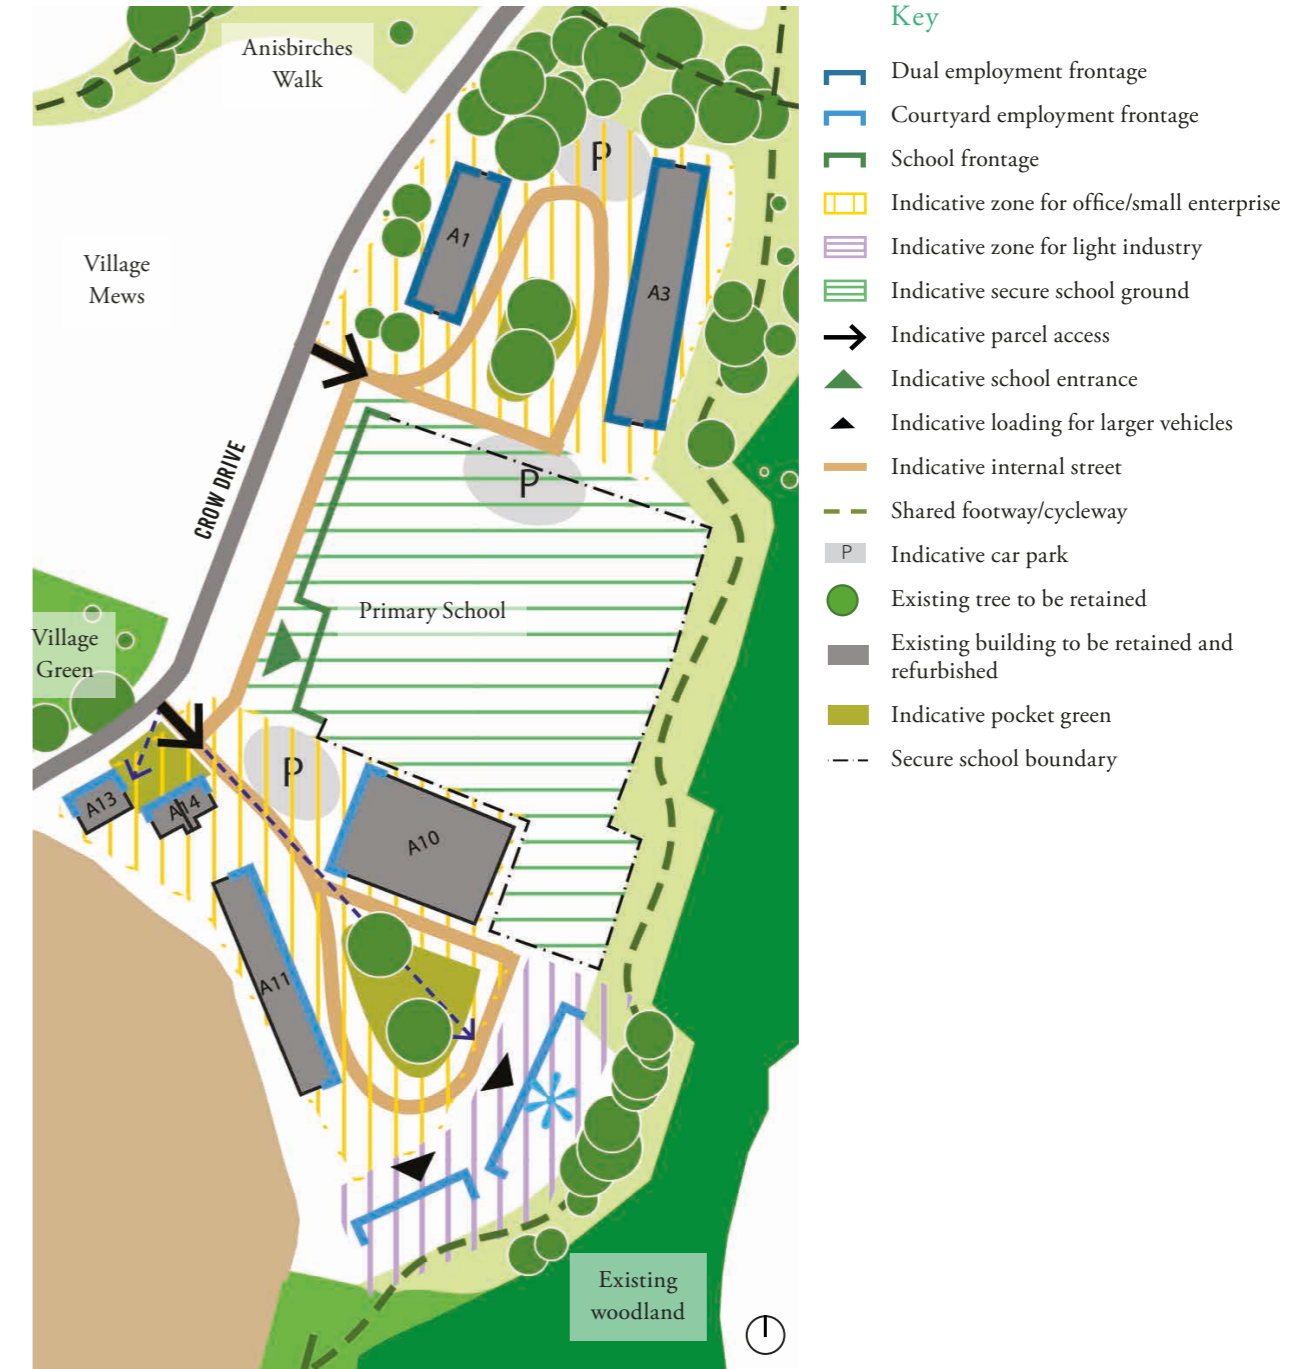 Anisbirches
Walk
P
A1
A3
Village
Mews
CROW DRIVE
P
Primary School
Village
Green
P
A13
A14
A10
A11
Existing
woodland
Key
Dual employment frontage
Courtyard employment frontage
School frontage
Indicative zone for office/small enterprise
Indicative zone for light industry
Indicative secure school ground
Indicative parcel access
Indicative school entrance
Indicative loading for larger vehicles
Indicative internal street
Shared footway/cycleway
P
Indicative car park
Existing tree to be retained
Existing building to be retained and
refurbished
Indicative pocket green
Secure school boundary